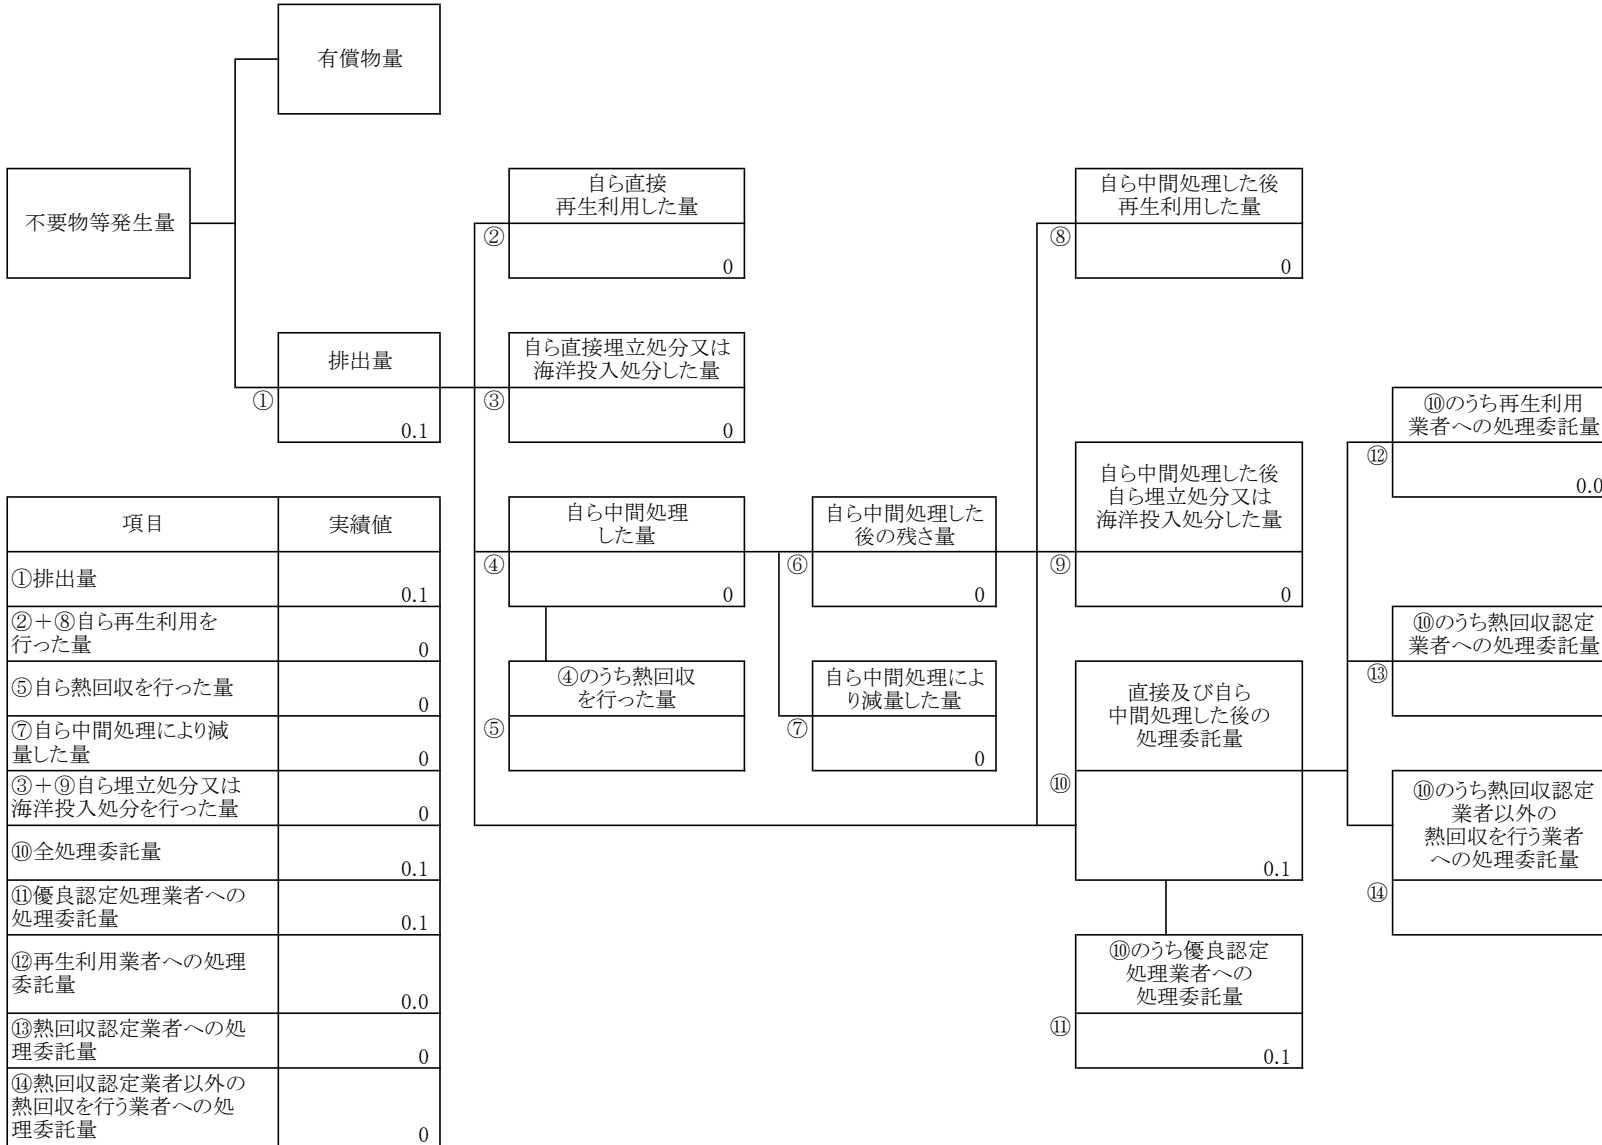 有償物量
不要物等発生量
自ら直接
再生利用した量
②
0
自ら中間処理した後
再生利用した量
⑧
0
排出量
①
0.1
自ら直接埋立処分又は
海洋投入処分した量
③
0
⑩のうち再生利用
業者への処理委託量
⑫
0.0
自ら中間処理
した量
④
0
自ら中間処理した
後の残さ量
⑥
0
自ら中間処理した後
自ら埋立処分又は
海洋投入処分した量
⑨
0
⑩のうち熱回収認定
業者への処理委託量
⑬
④のうち熱回収
を行った量
⑤
自ら中間処理によ
り減量した量
⑦
0
直接及び自ら
中間処理した後の
処理委託量
⑩
0.1
⑩のうち熱回収認定
業者以外の
熱回収を行う業者
への処理委託量
⑭
⑩のうち優良認定
処理業者への
処理委託量
⑪
0.1
項目 実績値
①排出量
0.1
②+⑧自ら再生利用を
行った量
0
⑤自ら熱回収を行った量
0
⑦自ら中間処理により減
量した量
0
③+⑨自ら埋立処分又は
海洋投入処分を行った量
0
⑩全処理委託量
0.1
⑪優良認定処理業者への
処理委託量
0.1
⑫再生利用業者への処理
委託量
0.0
⑬熱回収認定業者への処
理委託量
0
⑭熱回収認定業者以外の
熱回収を行う業者への処
理委託量
0